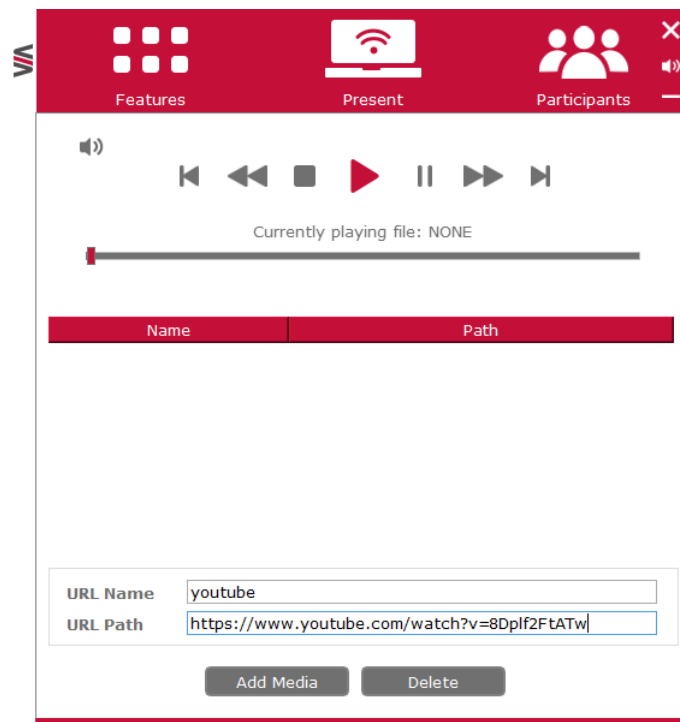 Features Present Participants
Currently playing file: NONE
Name Path
URL Name youtube
URL Path https://www.youtube.com/watch?v=8Dplf2FtATw
Add Media Delete